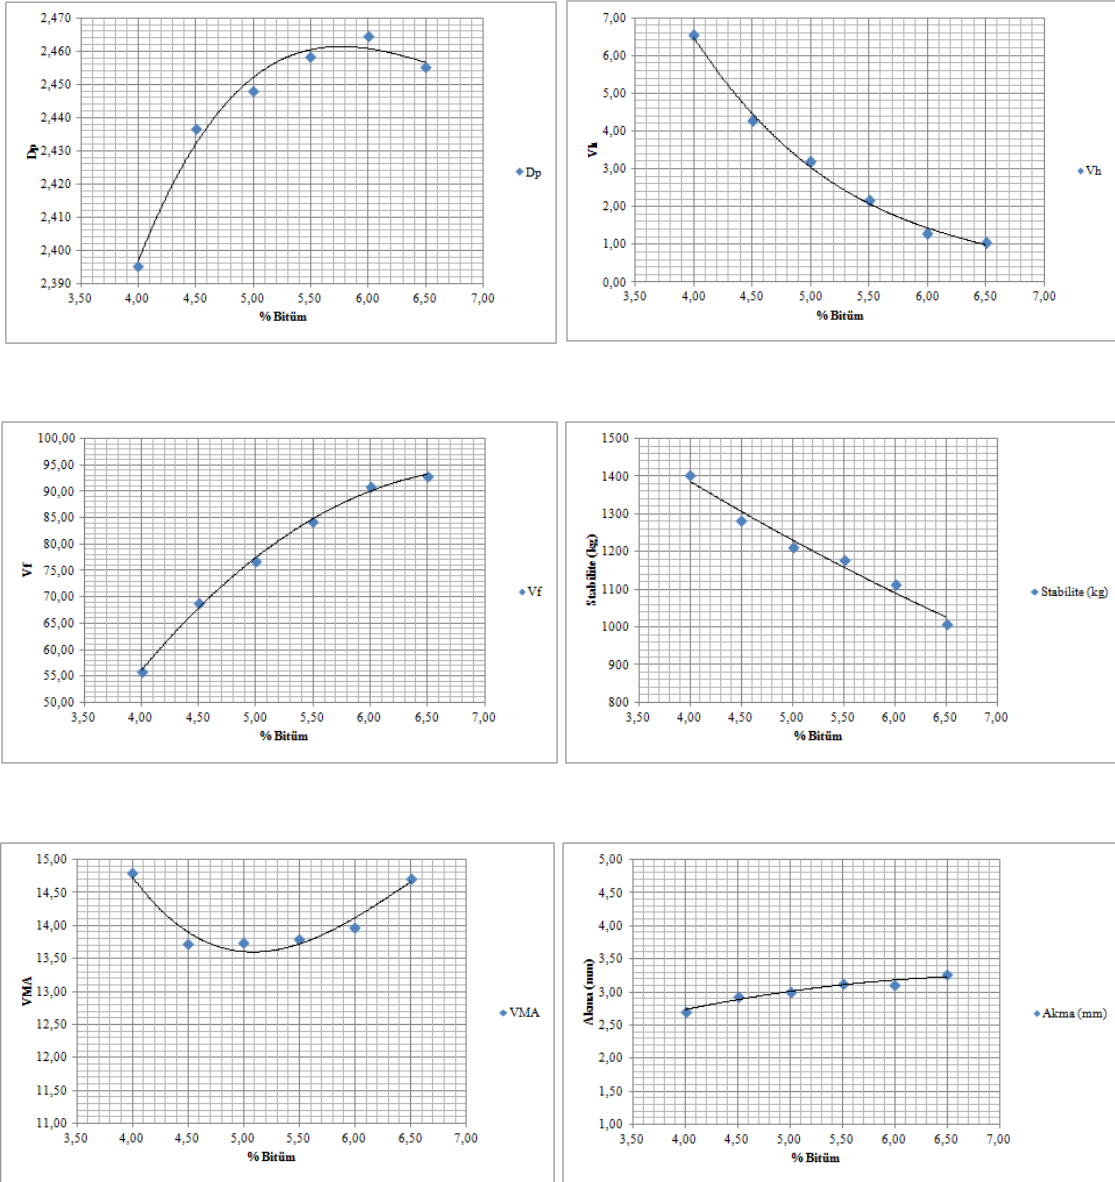 2,470
2,460
2,450
2,440
2,430
2,420
2,410
2,400
2,390
Dp
3,50 4,00 4,50 5,00 5,50 6,00 6,50 7,00
% Bitüm
Dp
7,00
6,00
5,00
4,00
3,00
2,00
1,00
0,00
Vh
3,50 4,00 4,50 5,00 5,50 6,00 6,50 7,00
% Bitüm
Vh
100,00
95,00
90,00
85,00
80,00
75,00
70,00
65,00
60,00
55,00
50,00
Vf
3,50 4,00 4,50 5,00 5,50 6,00 6,50 7,00
% Bitüm
Vf
1500
1400
1300
1200
1100
1000
900
800
Stabilite (kg)
3,50 4,00 4,50 5,00 5,50 6,00 6,50 7,00
% Bitüm
Stabilite (kg)
15,00
14,50
14,00
13,50
13,00
12,50
12,00
11,50
11,00
VMA
3,50 4,00 4,50 5,00 5,50 6,00 6,50 7,00
% Bitüm
VMA
5,00
4,50
4,00
3,50
3,00
2,50
2,00
1,50
1,00
Akma (mm)
3,50 4,00 4,50 5,00 5,50 6,00 6,50 7,00
% Bitüm
Akma (mm)